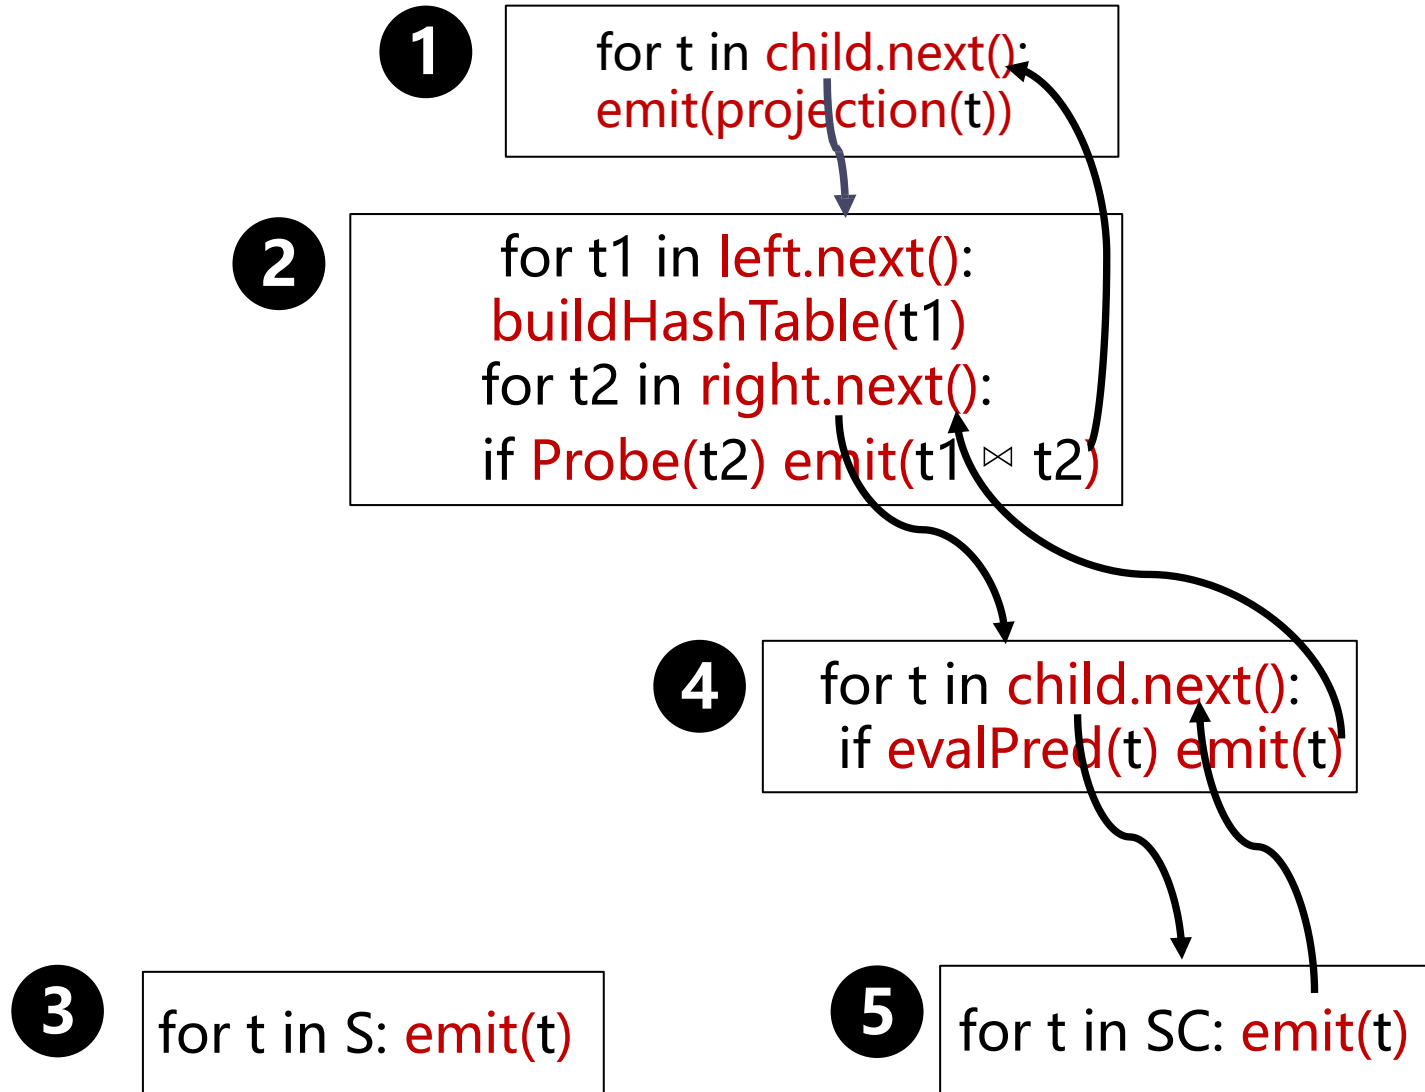 1
for t in child.next():
emit(projection(t))
2
for t1 in left.next():
buildHashTable(t1)
for t2 in right.next():
if Probe(t2) emit(t1 ⋈ t2)
4
for t in child.next():
if evalPred(t) emit(t)
3
for t in S: emit(t)
5
for t in SC: emit(t)